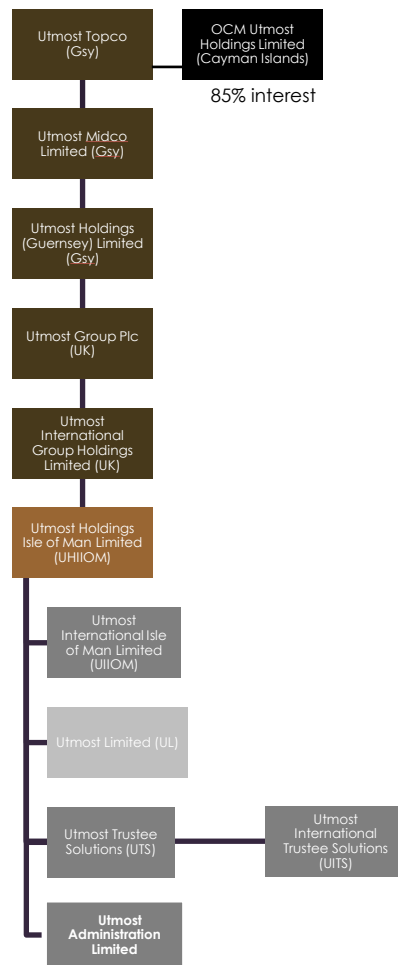 Utmost Topco
(Gsy)
OCM Utmost
Holdings Limited
(Cayman Islands)
85% interest
Utmost Midco
Limited (Gsy)
Utmost Holdings
(Guernsey) Limited
(Gsy)
Utmost Group Plc
(UK)
Utmost
International
Group Holdings
Limited (UK)
Utmost Holdings
Isle of Man Limited
(UHIIOM)
Utmost
International Isle
of Man Limited
(UIIOM)
Utmost Limited (UL)
Utmost Trustee
Solutions (UTS)
Utmost
International
Trustee Solutions
(UITS)
Utmost
Administration
Limited